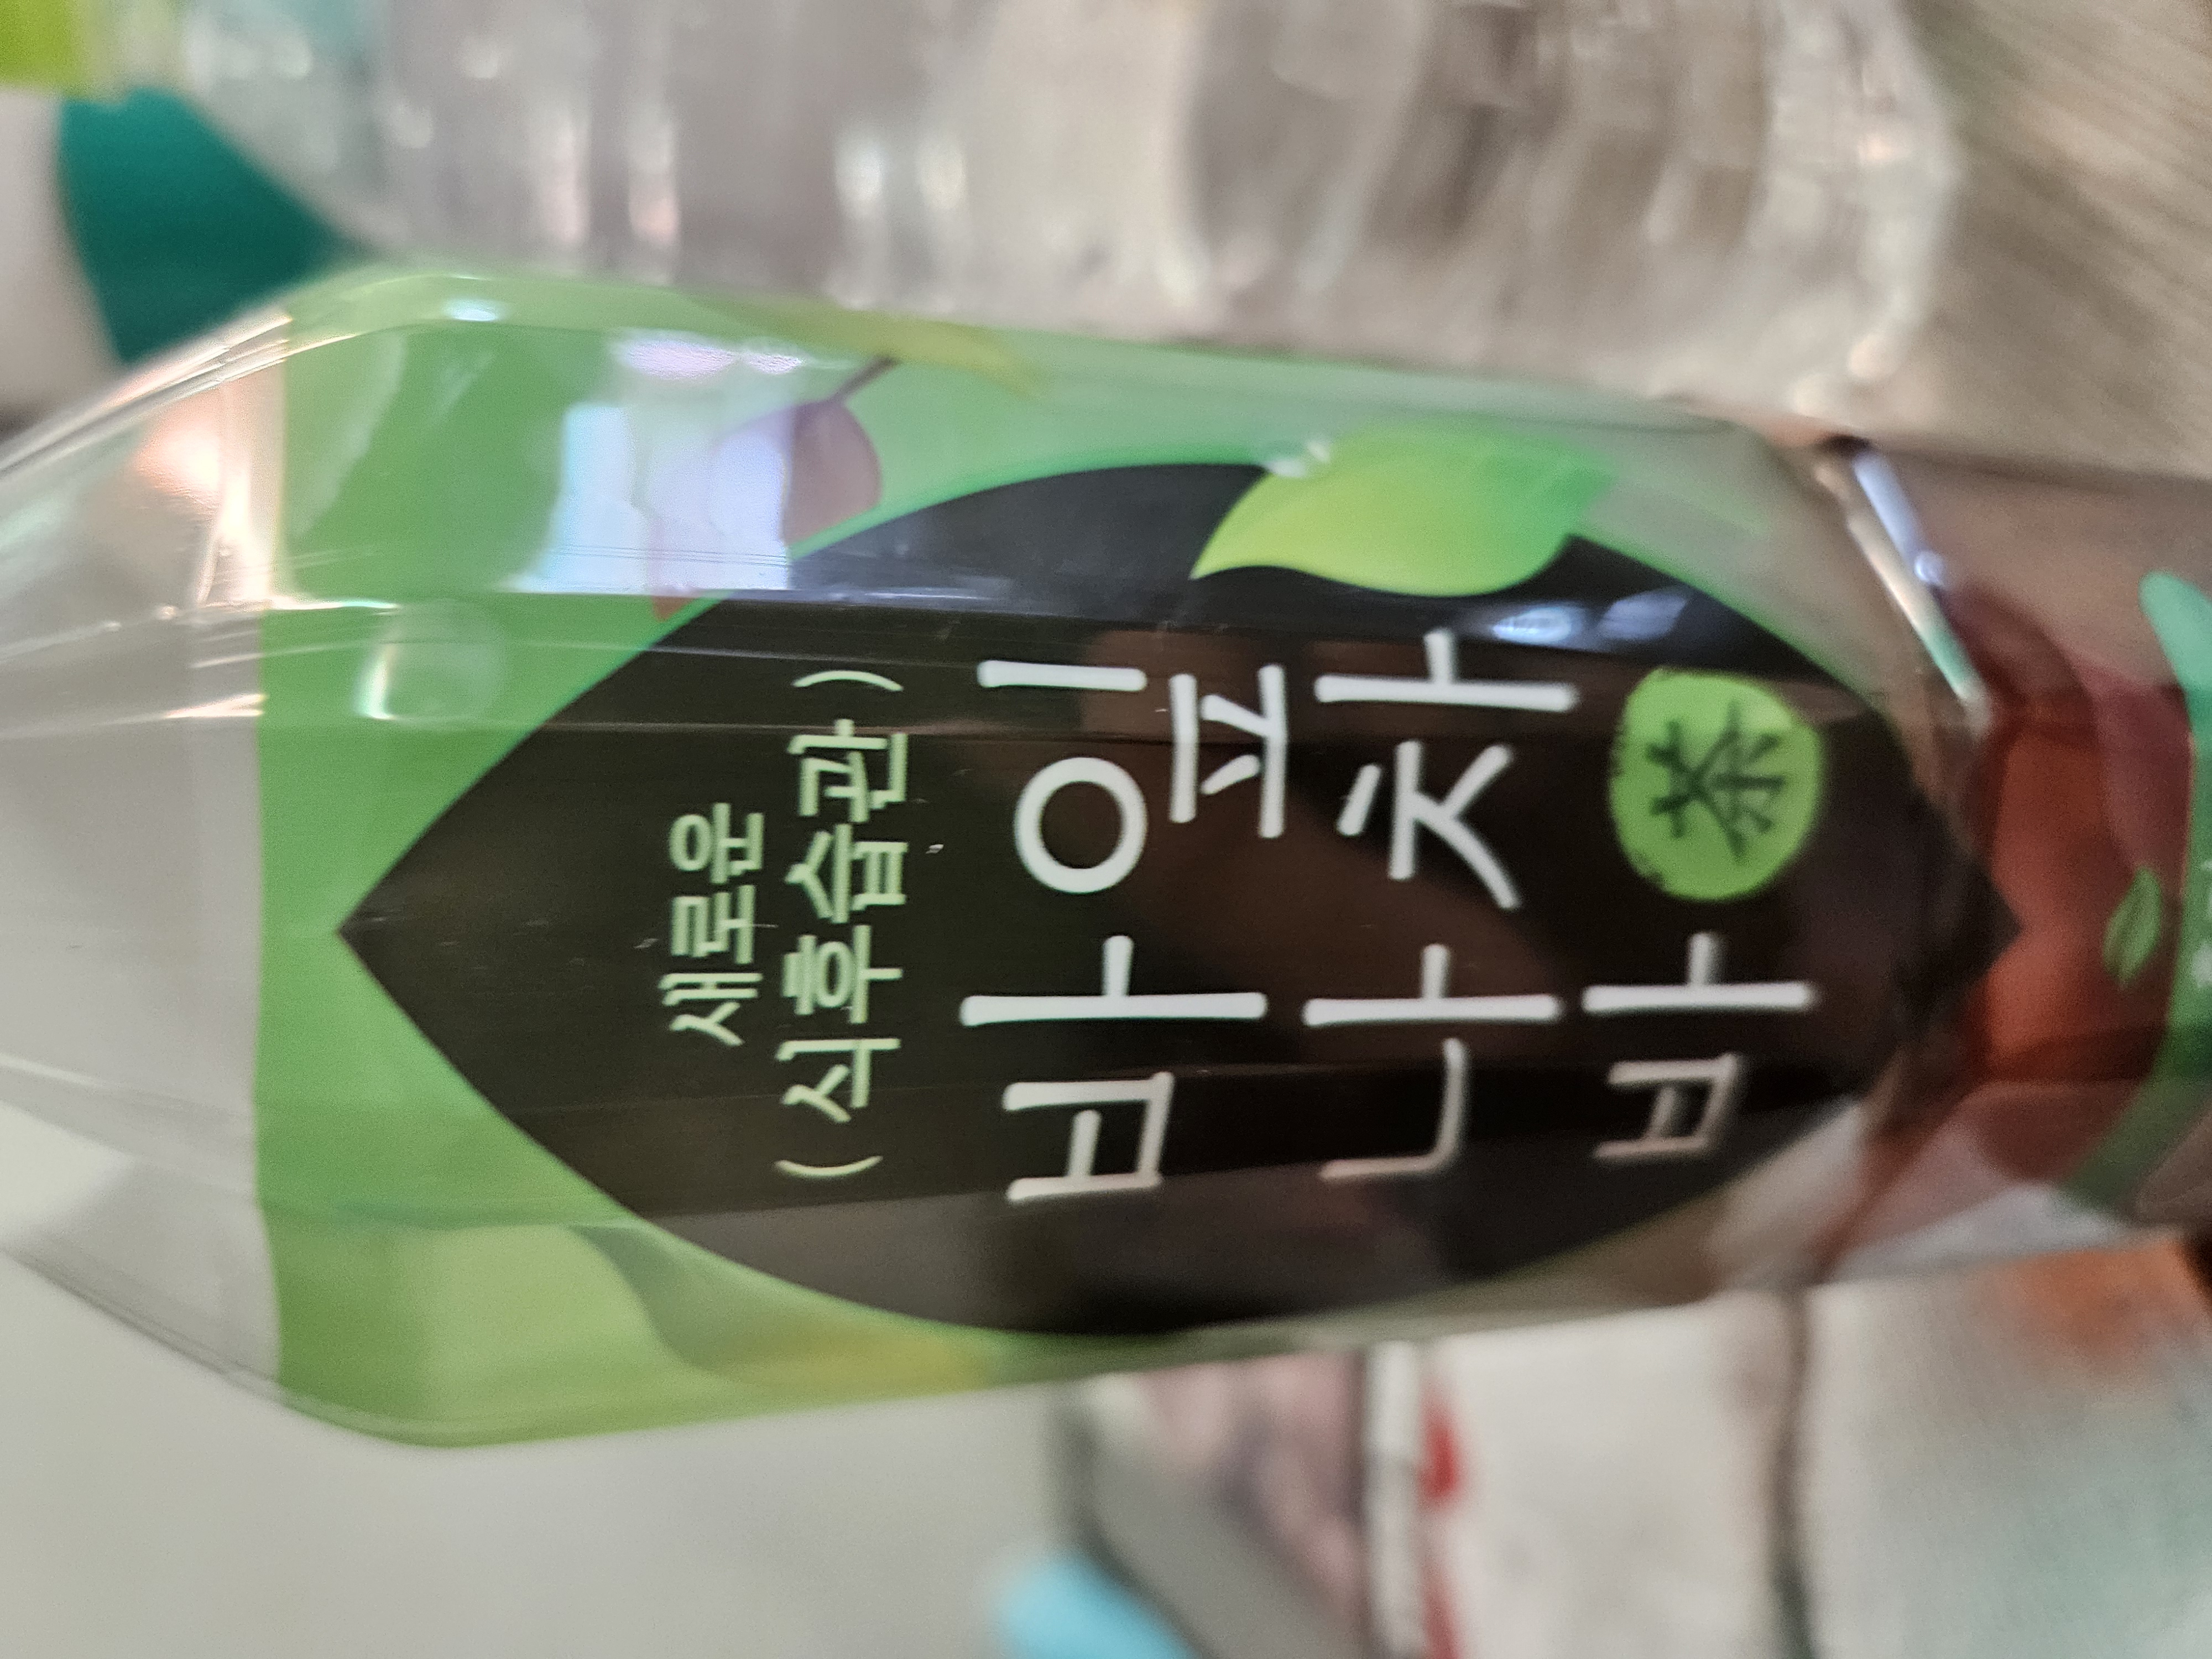 새로운
(식후습관)
바나바
잎차
茶